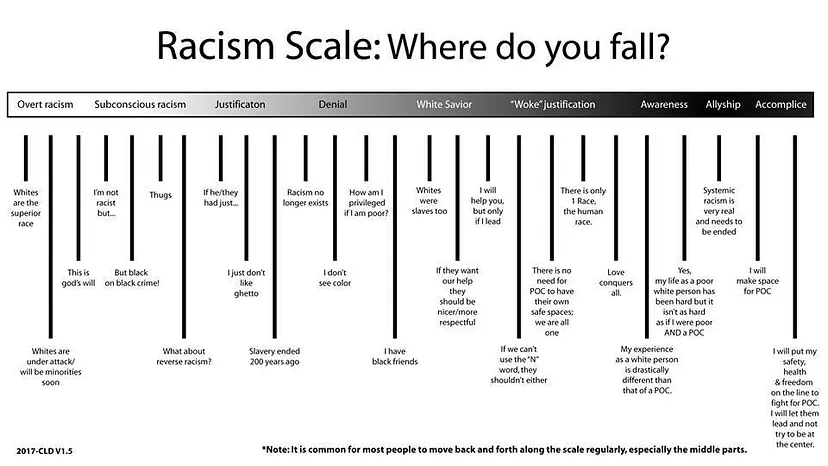 Racism Scale: Where do you fall?
Overt racism
Subconscious racism
Justificaton
Denial
White Savior
"Woke" justification
Awareness
Allyship
Accomplice
Whites
are the
superior
race
I'm not
racist
but...
Thugs
If he/they
had just...
Racism no
longer exists
How am I
privileged
if I am poor?
Whites
were
slaves too
I will
help you,
but only
if I lead
There is only
1 Race,
the human
race.
Systemic
racism is
very real
and needs to
be ended
This is
god's will
But black
on black crime!
I just don't
like
ghetto
I don't
see color
If they want
our help
they
should be
nicer/more
respectful
There is no
need for
POC to have
their own
safe spaces;
we are all
one
Love
conquers
all.
Yes,
my life as a poor
white person has
been hard but it
isn't as hard
as if I were poor
AND a POC
I will
make space
for POC
Whites are
under attack/
will be minorities
soon
What about
reverse racism?
Slavery ended
200 years ago
I have
black friends
If we can't
use the "N"
word, they
shouldn't either
My experience
as a white person
is drastically
different than
that of a POC.
I will put my
safety,
health
& freedom
on the line to
fight for POC.
I will let them
lead and not
try to be at
the center.
2017-CLD V1.5
*Note: It is common for most people to move back and forth along the scale regularly, especially the middle parts.